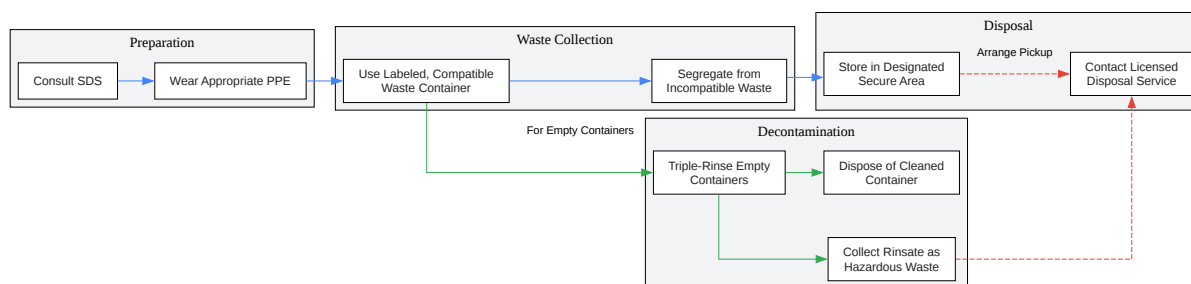 Preparation
Consult SDS
Wear Appropriate PPE
Waste Collection
Use Labeled, Compatible
Waste Container
Segregate from
Incompatible Waste
Disposal
Store in Designated
Secure Area
Arrange Pickup
Contact Licensed
Disposal Service
For Empty Containers
Decontamination
Triple-Rinse Empty
Containers
Dispose of Cleaned
Container
Collect Rinsate as
Hazardous Waste